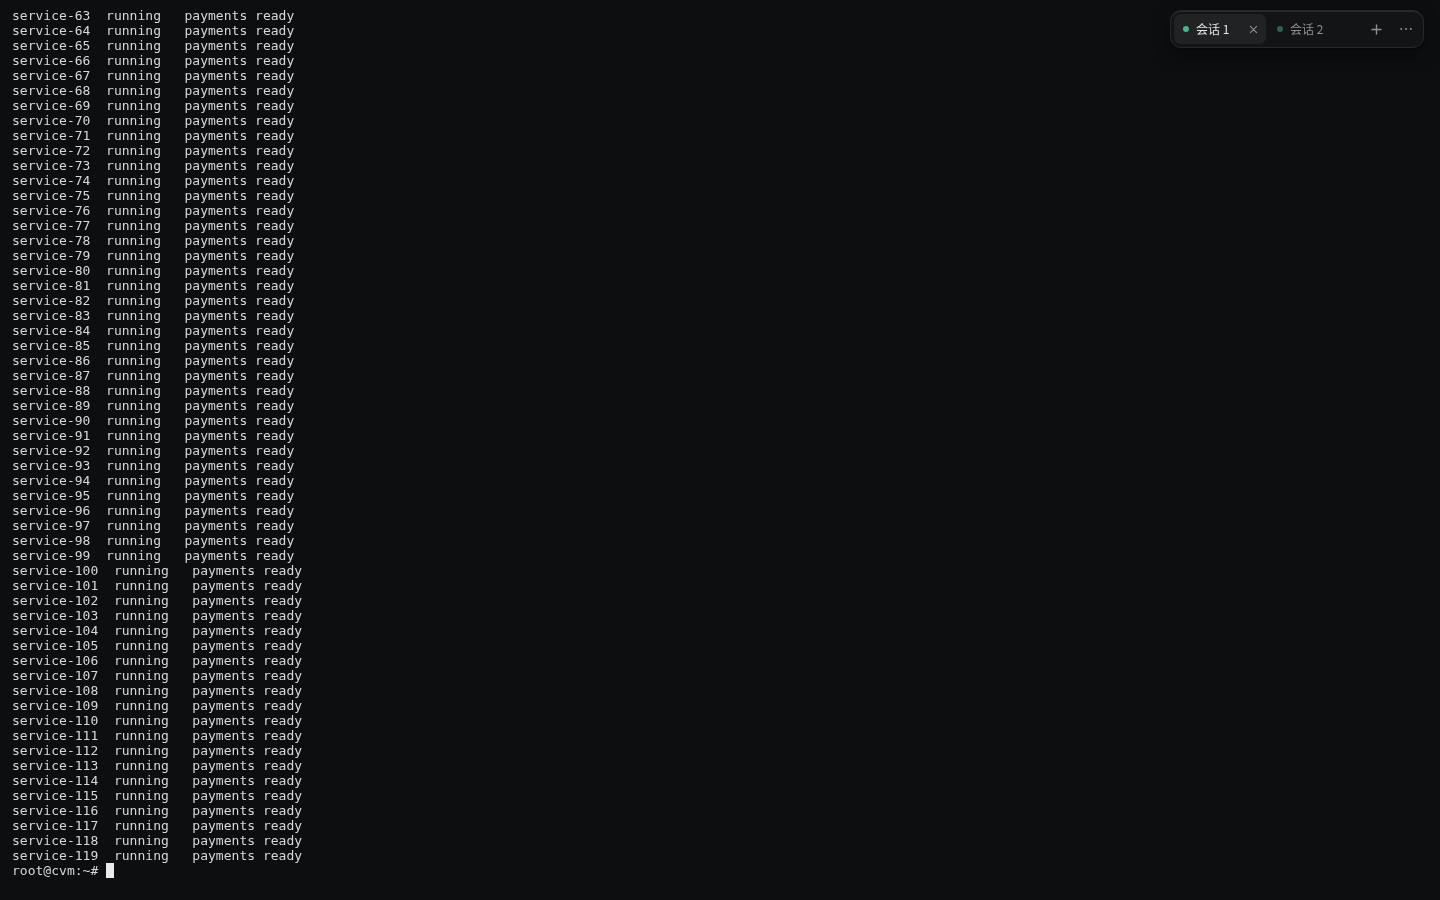 service-63  running   payments ready
service-64  running   payments ready
service-65  running   payments ready
service-66  running   payments ready
service-67  running   payments ready
service-68  running   payments ready
service-69  running   payments ready
service-70  running   payments ready
service-71  running   payments ready
service-72  running   payments ready
service-73  running   payments ready
service-74  running   payments ready
service-75  running   payments ready
service-76  running   payments ready
service-77  running   payments ready
service-78  running   payments ready
service-79  running   payments ready
service-80  running   payments ready
service-81  running   payments ready
service-82  running   payments ready
service-83  running   payments ready
service-84  running   payments ready
service-85  running   payments ready
service-86  running   payments ready
service-87  running   payments ready
service-88  running   payments ready
service-89  running   payments ready
service-90  running   payments ready
service-91  running   payments ready
service-92  running   payments ready
service-93  running   payments ready
service-94  running   payments ready
service-95  running   payments ready
service-96  running   payments ready
service-97  running   payments ready
service-98  running   payments ready
service-99  running   payments ready
service-100  running   payments ready
service-101  running   payments ready
service-102  running   payments ready
service-103  running   payments ready
service-104  running   payments ready
service-105  running   payments ready
service-106  running   payments ready
service-107  running   payments ready
service-108  running   payments ready
service-109  running   payments ready
service-110  running   payments ready
service-111  running   payments ready
service-112  running   payments ready
service-113  running   payments ready
service-114  running   payments ready
service-115  running   payments ready
service-116  running   payments ready
service-117  running   payments ready
service-118  running   payments ready
service-119  running   payments ready
root@cvm:~#
会话 1
会话 2